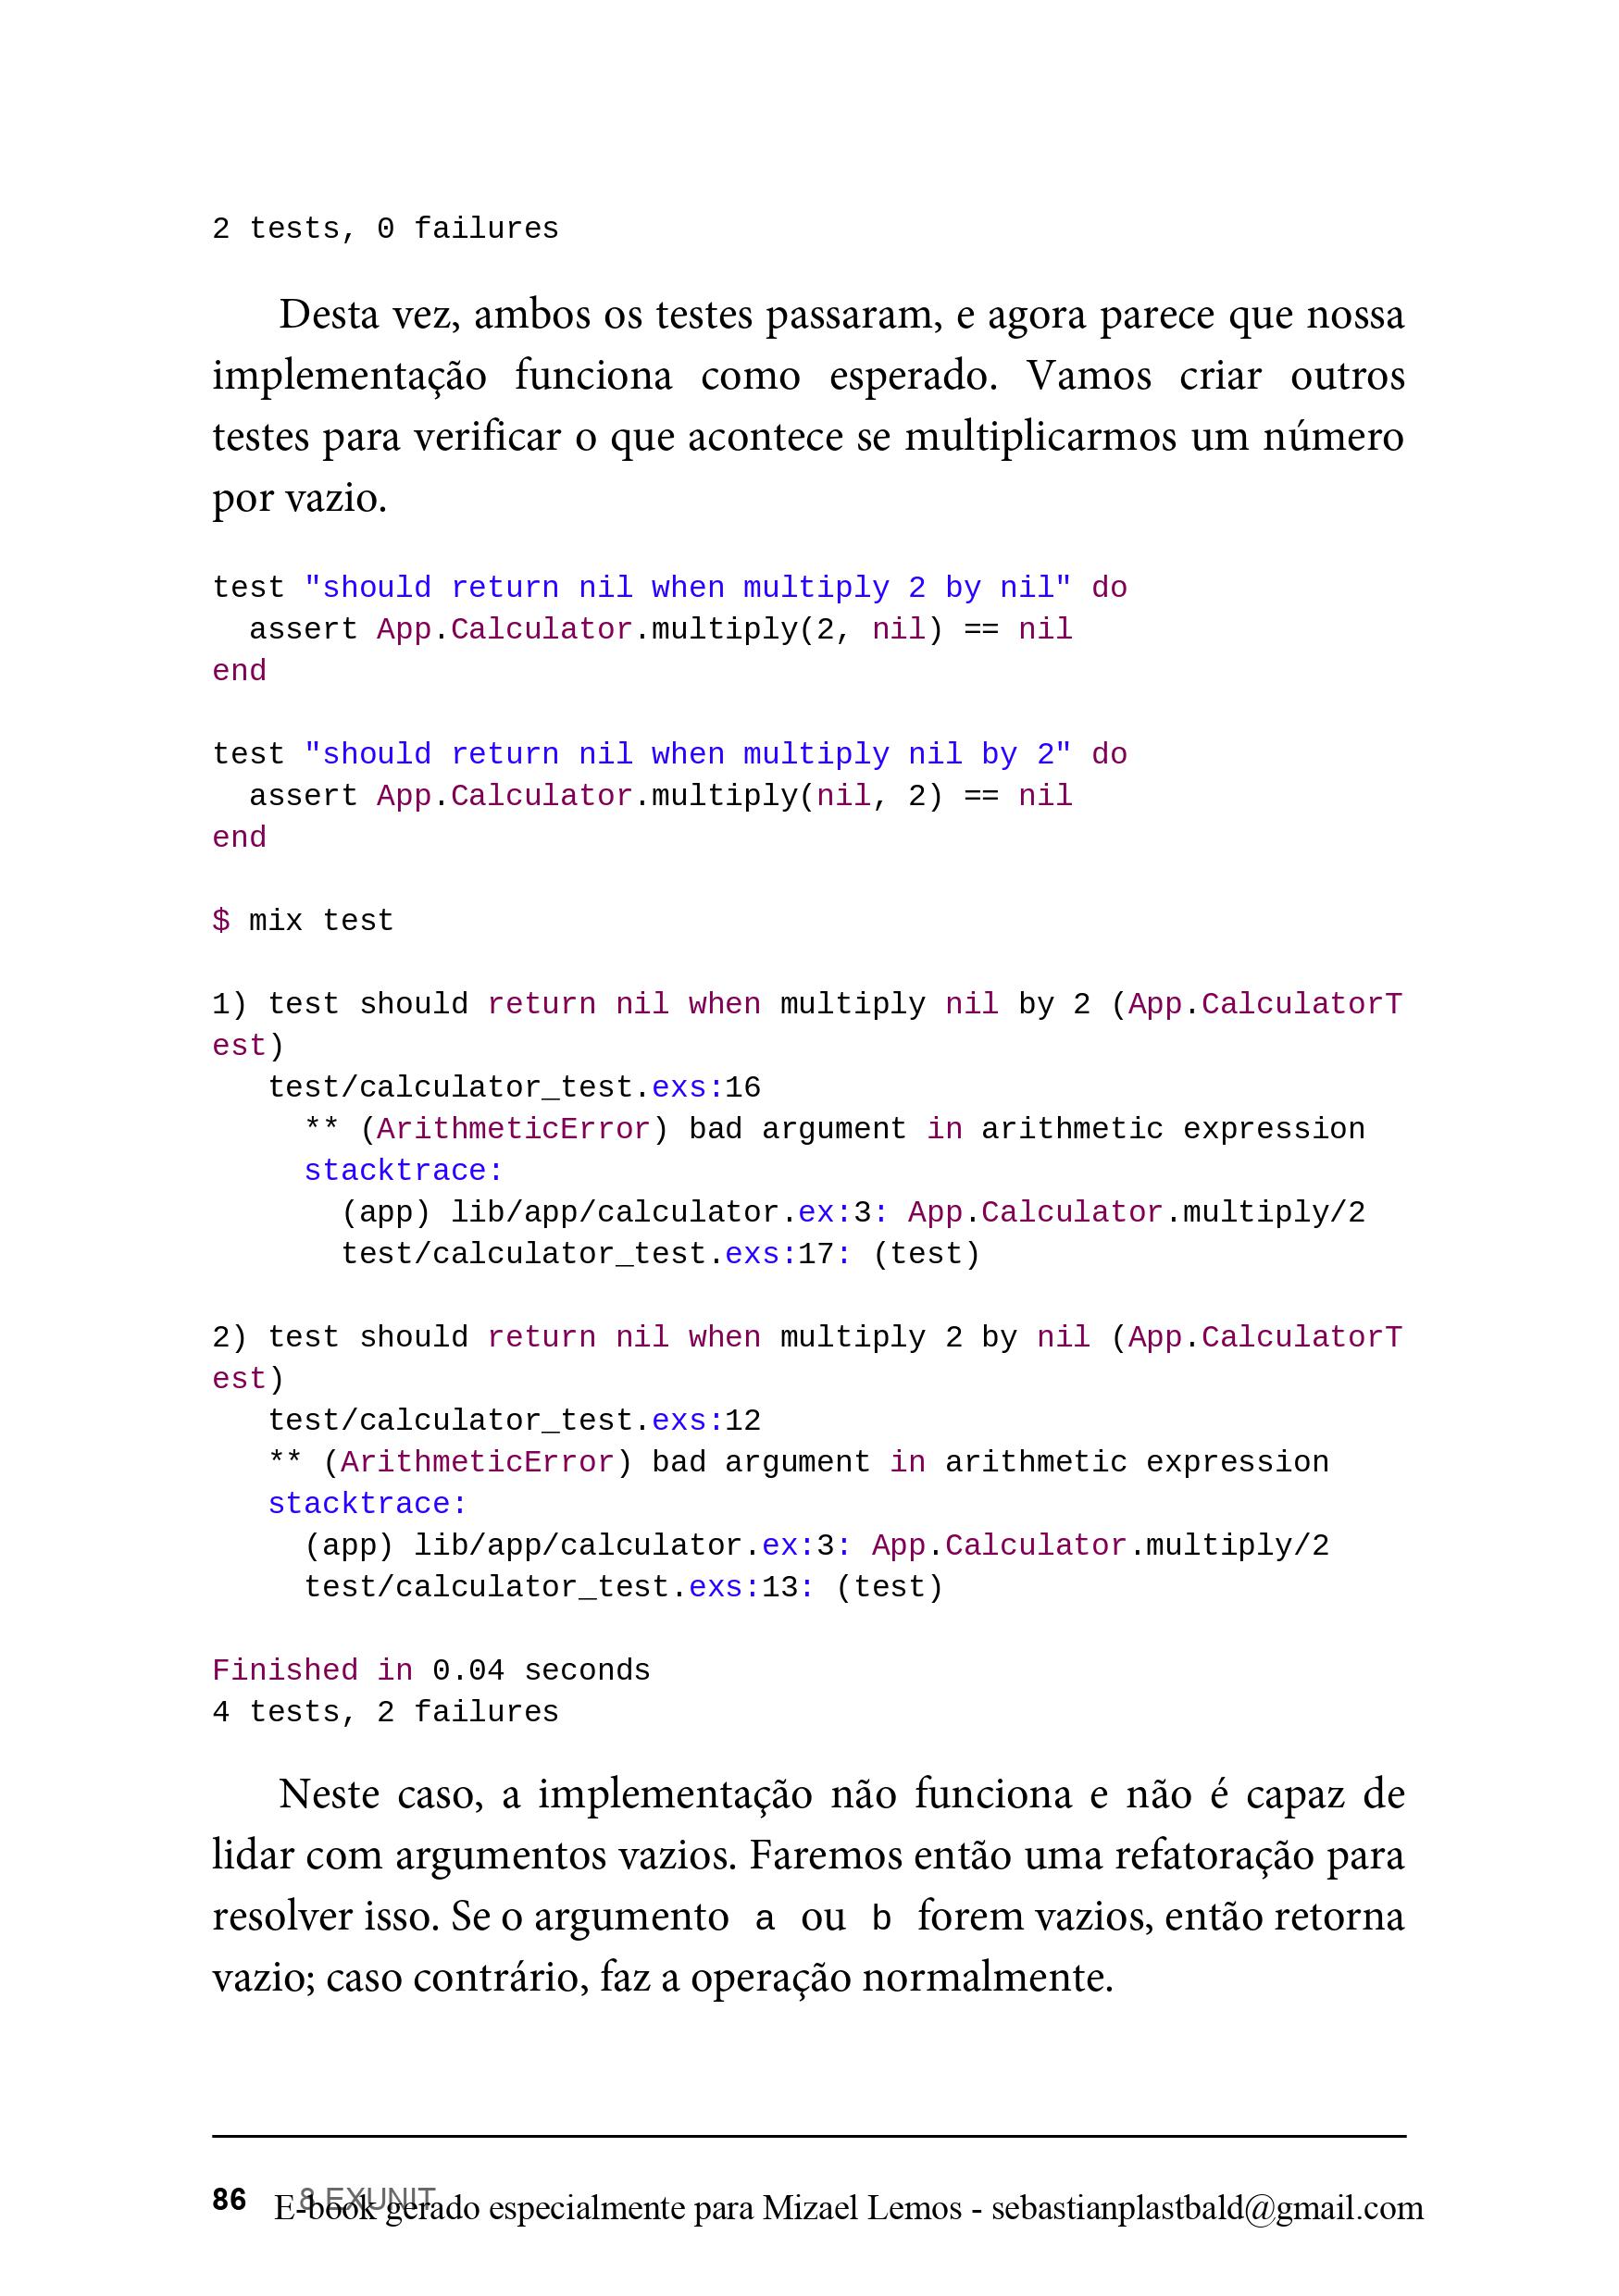 2 tests, 0 failures
Desta vez, ambos os testes passaram, e agora parece que nossa
implementação funciona como esperado. Vamos criar outros
testes para verificar o que acontece se multiplicarmos um número
por vazio.
test "should return nil when multiply 2 by nil" do
  assert App.Calculator.multiply(2, nil) == nil
end
test "should return nil when multiply nil by 2" do
  assert App.Calculator.multiply(nil, 2) == nil
end
$ mix test
1) test should return nil when multiply nil by 2 (App.CalculatorT
est)
   test/calculator_test.exs:16
     ** (ArithmeticError) bad argument in arithmetic expression
     stacktrace:
       (app) lib/app/calculator.ex:3: App.Calculator.multiply/2
       test/calculator_test.exs:17: (test)
2) test should return nil when multiply 2 by nil (App.CalculatorT
est)
   test/calculator_test.exs:12
   ** (ArithmeticError) bad argument in arithmetic expression
   stacktrace:
     (app) lib/app/calculator.ex:3: App.Calculator.multiply/2
     test/calculator_test.exs:13: (test)
Finished in 0.04 seconds
4 tests, 2 failures
Neste caso, a implementação não funciona e não é capaz de
lidar com argumentos vazios. Faremos então uma refatoração para
resolver isso. Se o argumento a ou b forem vazios, então retorna
vazio; caso contrário, faz a operação normalmente.
86 8 EXUNIT
E-book gerado especialmente para Mizael Lemos - sebastianplastbald@gmail.com